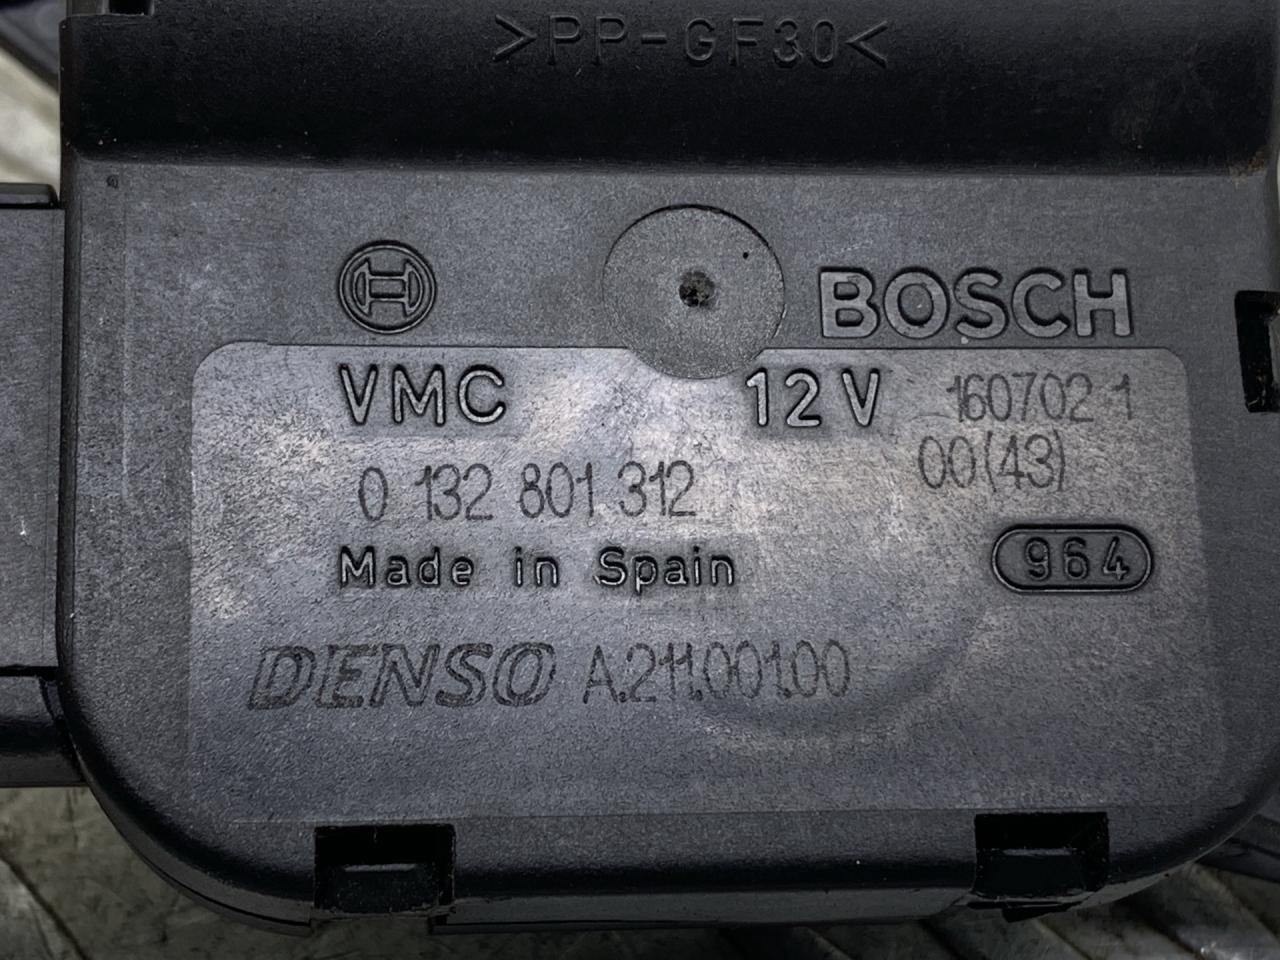 >PP-GF30<
BOSCH
VMC 12V 160702 1
0 132 801 312 00(43)
Made in Spain 964
DENSO A.211.001.00